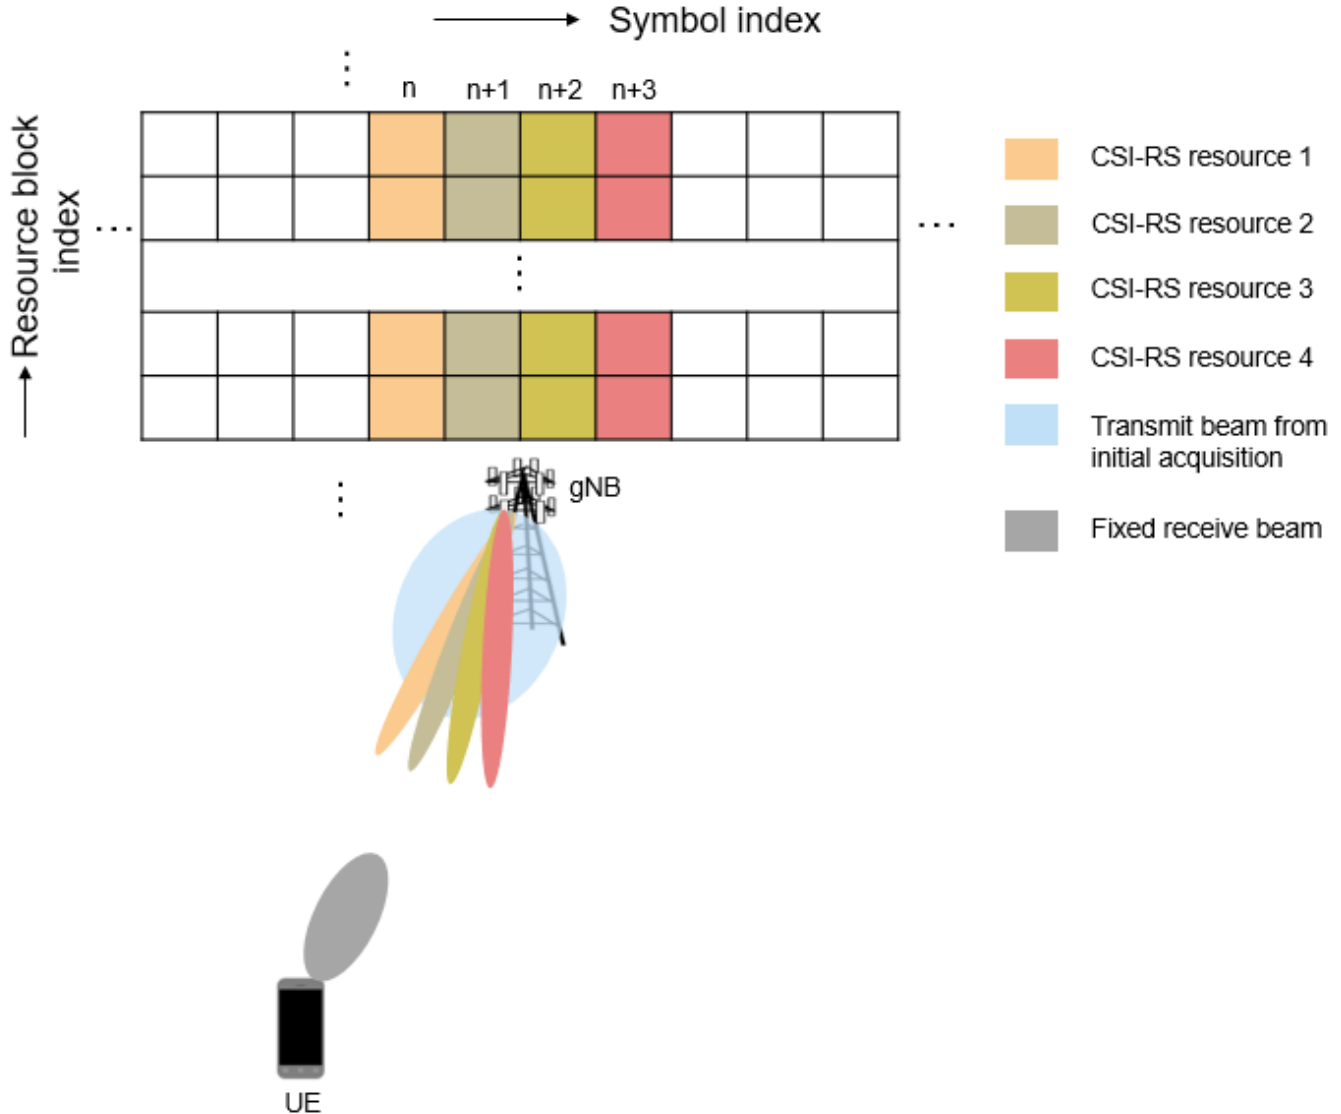 Symbol index
n
n+1
n+2
n+3
Resource block
index
CSI-RS resource 1
CSI-RS resource 2
CSI-RS resource 3
CSI-RS resource 4
Transmit beam from
initial acquisition
Fixed receive beam
gNB
UE